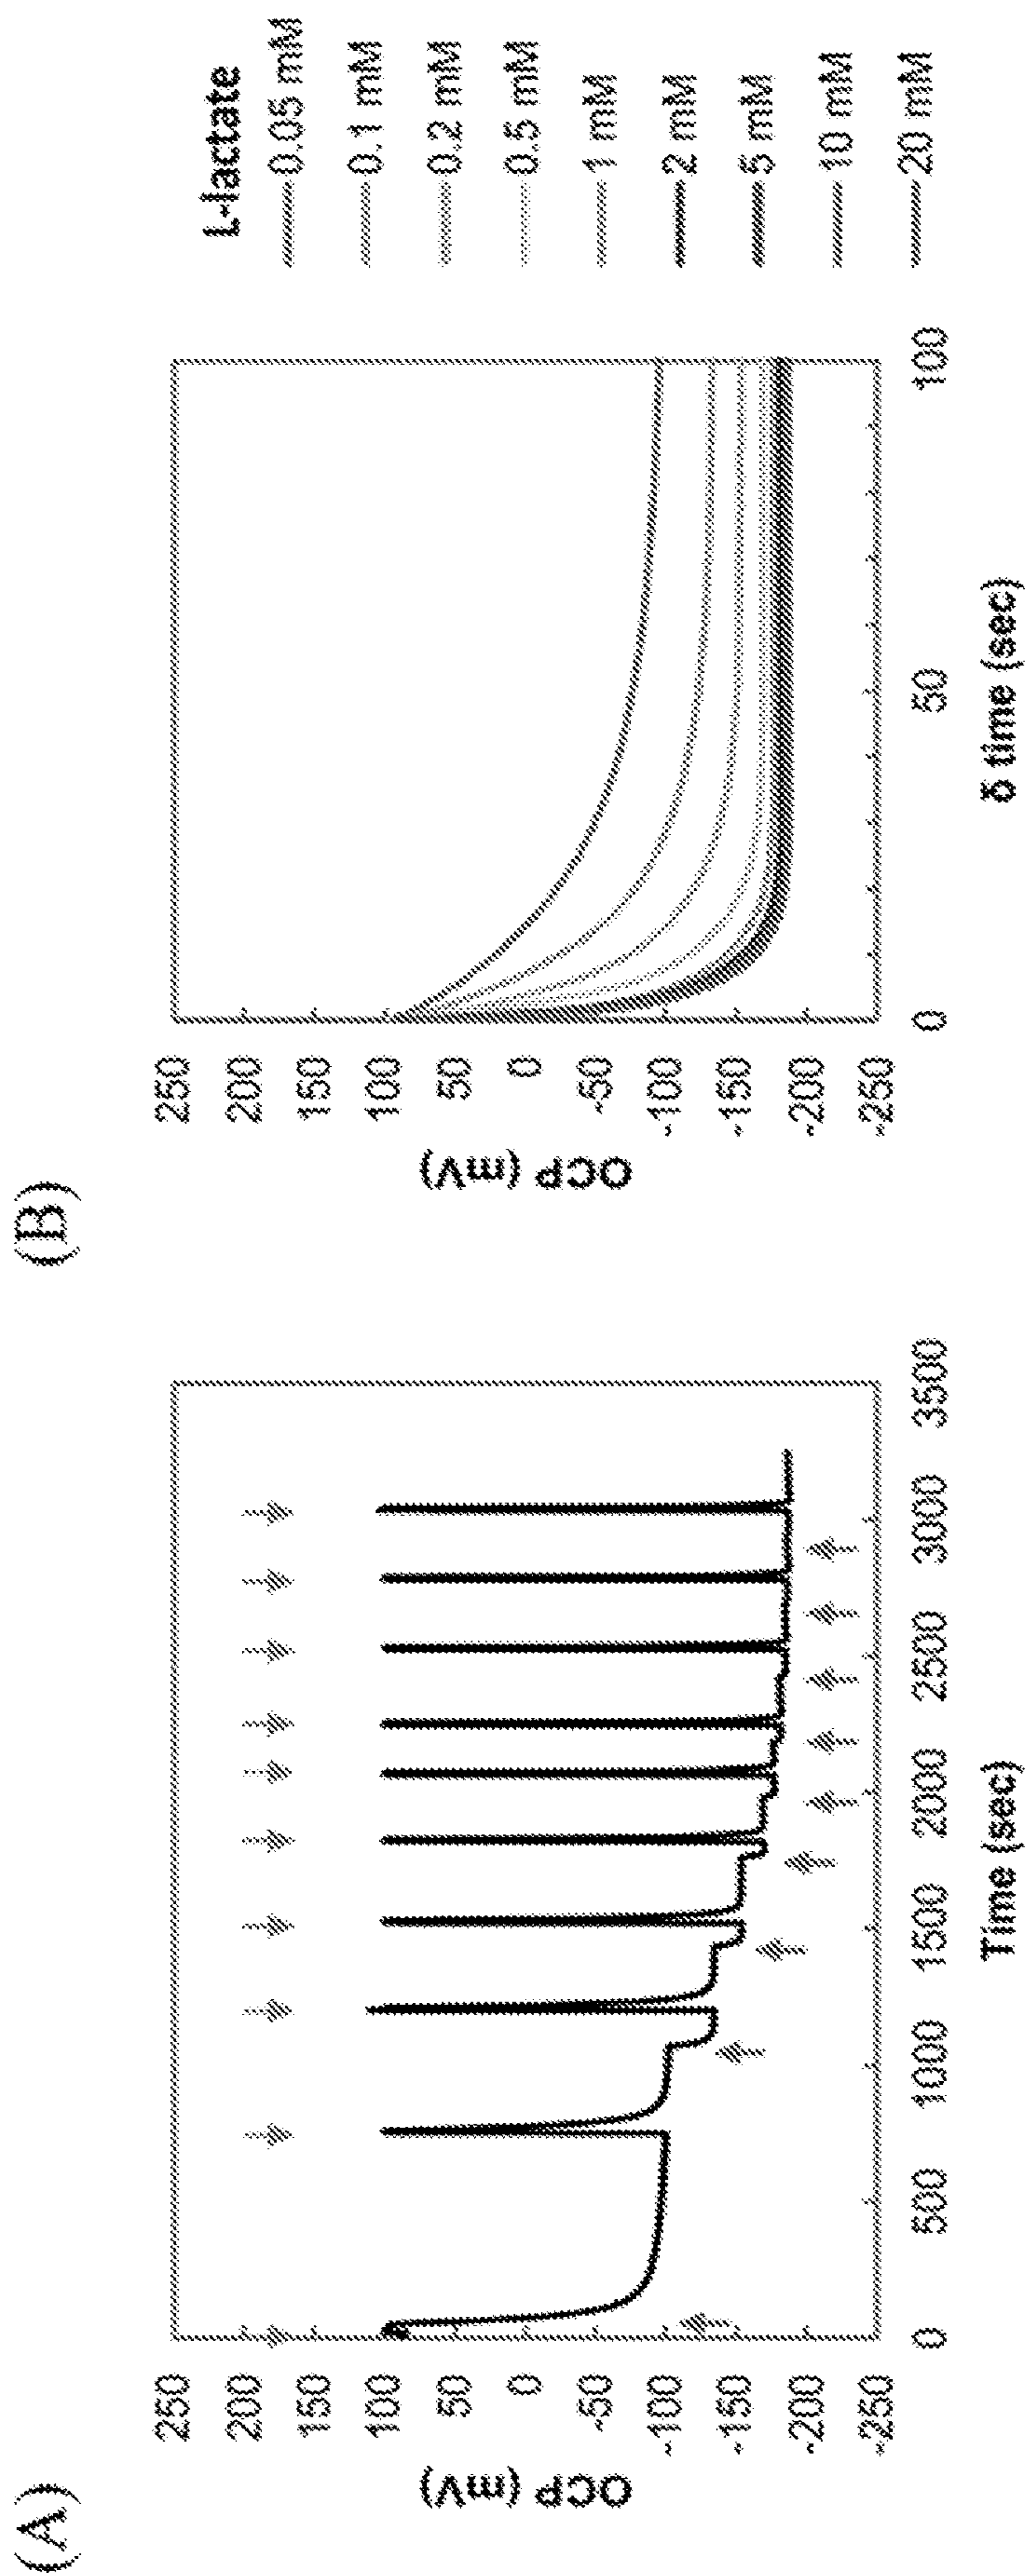 (A)
OCP (mV)
250
200
150
100
50
0
-50
-100
-150
-200
-250
0
500
1000
1500
2000
2500
3000
3500
Time (sec)
(B)
OCP (mV)
250
200
150
100
50
0
-50
-100
-150
-200
-250
0
50
100
δ time (sec)
L-lactate
0.05 mM
0.1 mM
0.2 mM
0.5 mM
1 mM
2 mM
5 mM
10 mM
20 mM